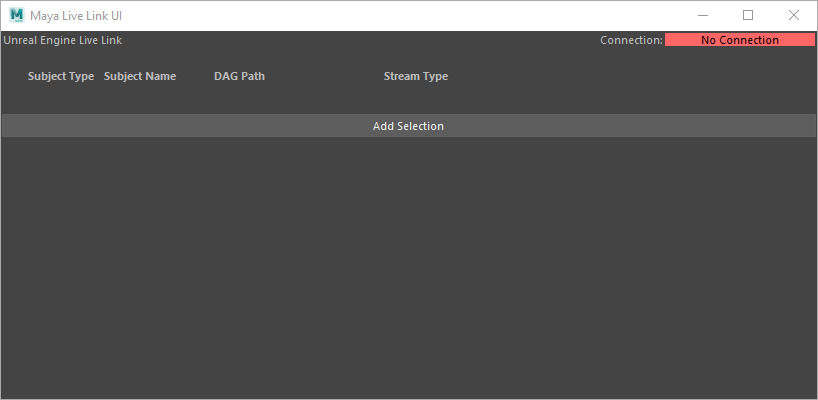 Maya Live Link UI
Unreal Engine Live Link Connection: No Connection
Subject Type Subject Name DAG Path Stream Type
Add Selection